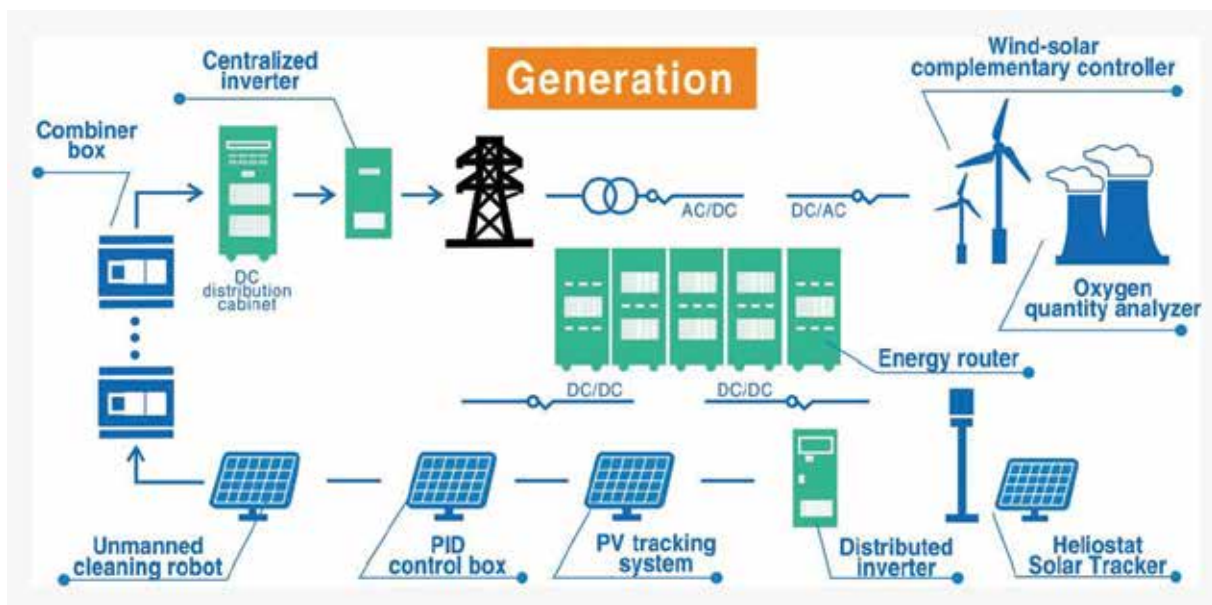 Generation
Centralized
inverter
Wind-solar
complementary controller
Combiner
box
AC/DC
DC/AC
DC
distribution
cabinet
Oxygen
quantity analyzer
Energy router
DC/DC
DC/DC
Unmanned
cleaning robot
PID
control box
PV tracking
system
Distributed
inverter
Heliostat
Solar Tracker